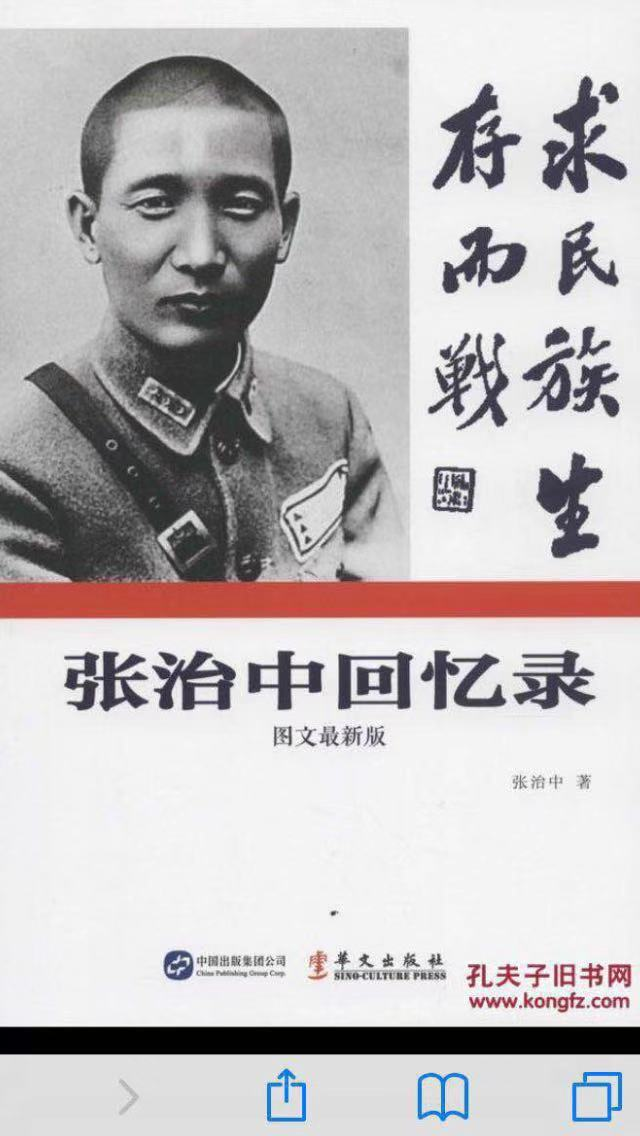 求民族生
存而戰
张治中回忆录
图文最新版
张治中 著
中国出版集团公司
China Publishing Group Corp.
華文出版社
SINO-CULTURE PRESS
孔夫子旧书网
www.kongfz.com